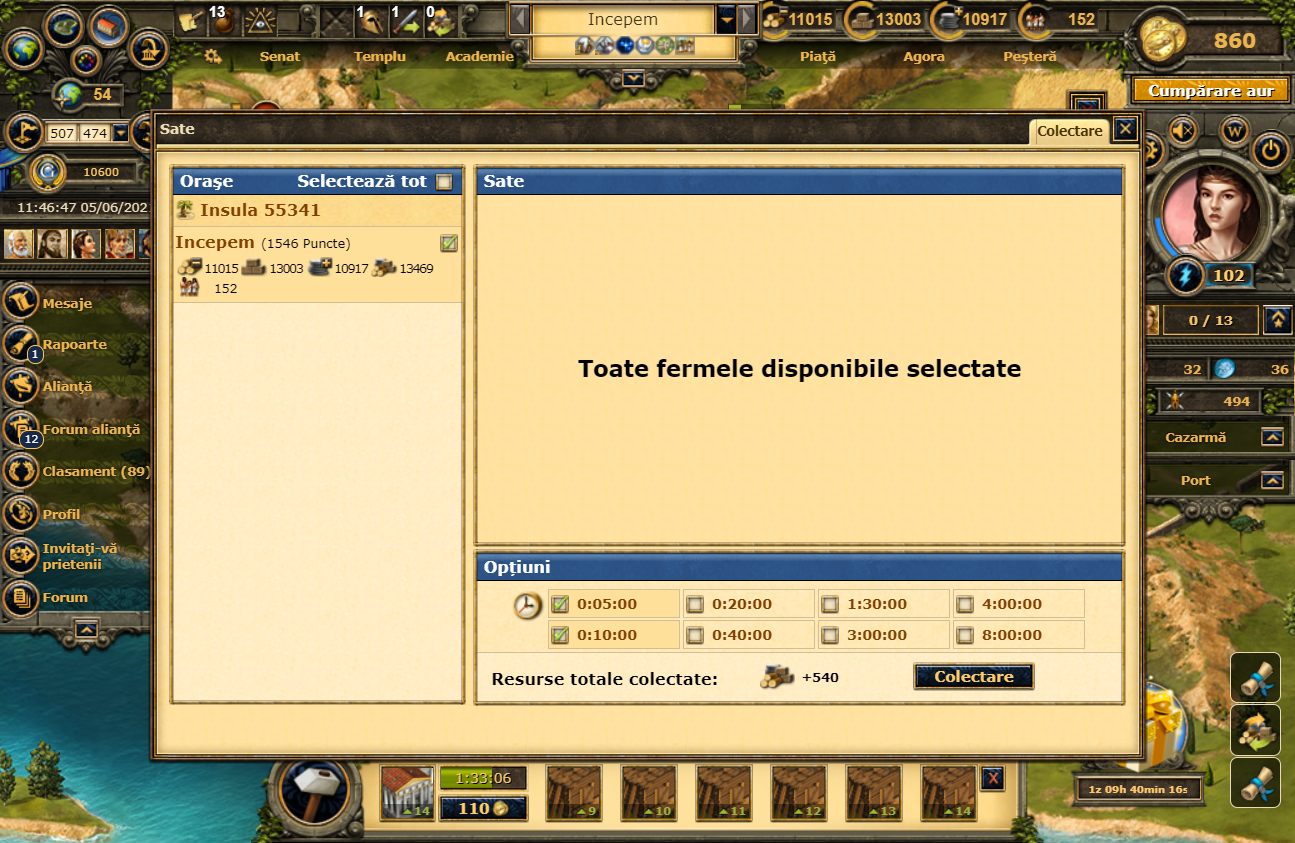 13
1
1
0
Incepem
11015
13003
10917
152
860
Senat
Templu
Academie
Piaţă
Agora
Peşteră
54
Cumpărare aur
507
474
Sate
Colectare
W
10600
Oraşe
Selectează tot
Sate
11:46:47 05/06/202
Insula 55341
Incepem (1546 Puncte)
11015
13003
10917
13469
152
102
Mesaje
0 / 13
Rapoarte
1
32
36
Toate fermele disponibile selectate
Alianţă
494
Forum alianţă
12
Cazarmă
Clasament (89)
Port
Profil
Invitaţi-vă
prietenii
Forum
Opţiuni
0:05:00
0:20:00
1:30:00
4:00:00
0:10:00
0:40:00
3:00:00
8:00:00
Resurse totale colectate:
+540
Colectare
1:33:06
110
14
9
10
11
12
13
14
X
1z 09h 40min 16s